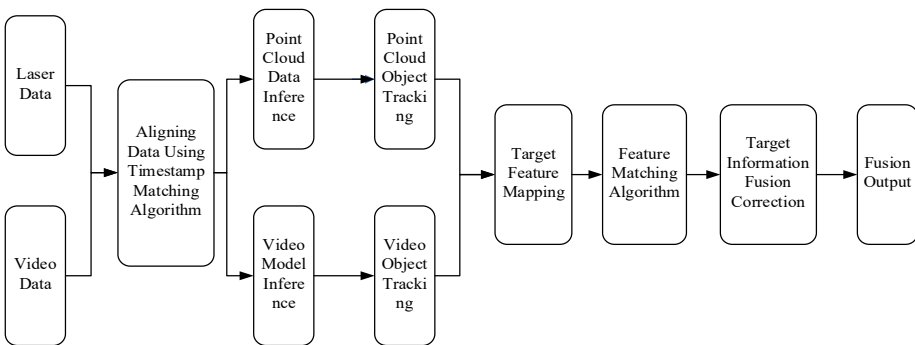 Laser
Data
Video
Data
Aligning
Data Using
Timestamp
Matching
Algorithm
Point
Cloud
Data
Infere
nce
Point
Cloud
Object
Tracki
ng
Video
Model
Infere
nce
Video
Object
Tracki
ng
Target
Feature
Mapping
Feature
Matching
Algorithm
Target
Information
Fusion
Correction
Fusion
Output